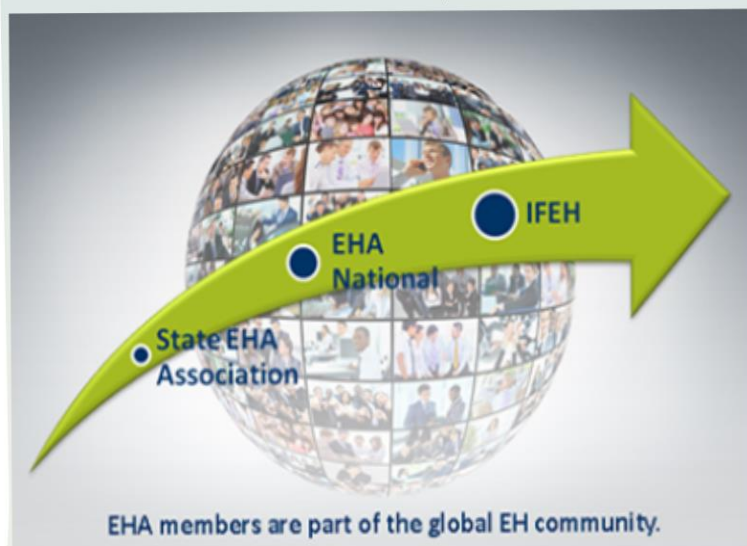 IFEH
EHA
National
State EHA
Association
EHA members are part of the global EH community.